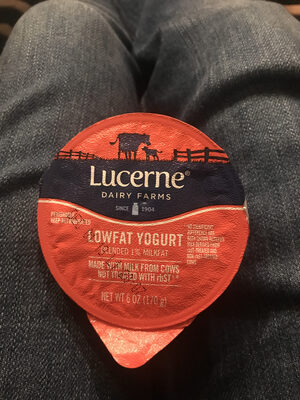 Lucerne®
DAIRY FARMS
SINCE 1904
LOWFAT YOGURT
BLENDED 1% MILKFAT
MADE WITH MILK FROM COWS
NOT TREATED with rbST*
NET WT 6 OZ (170 g)